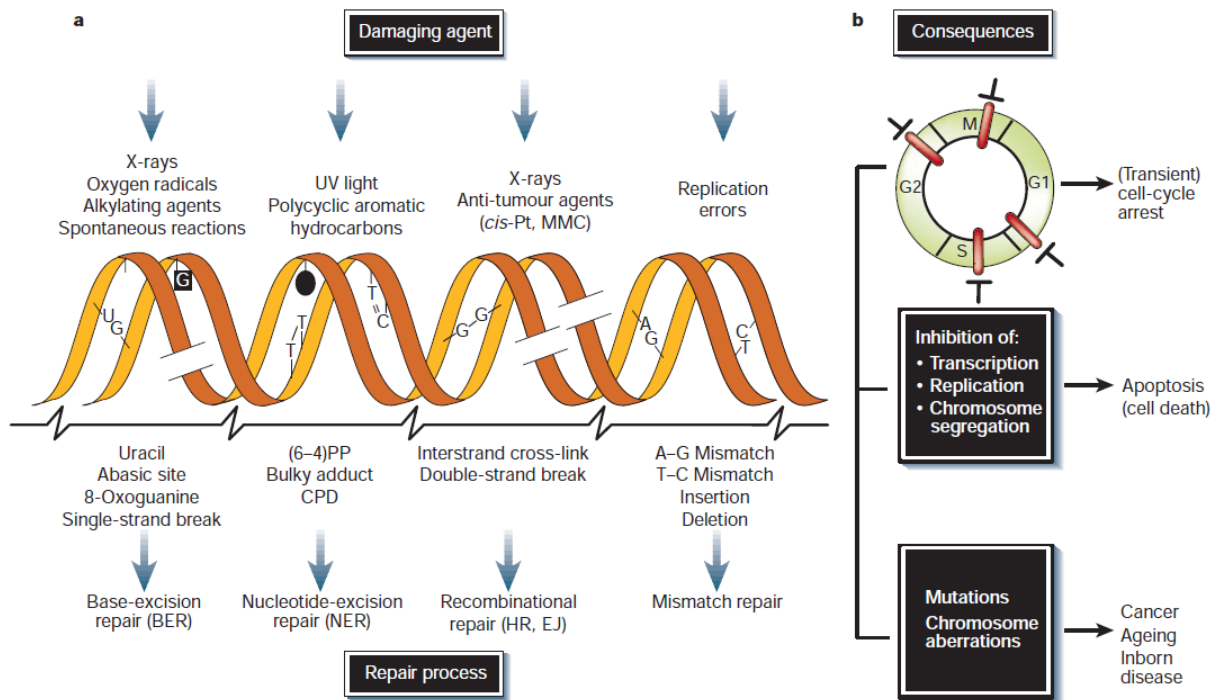 a
Damaging agent
X-rays
Oxygen radicals
Alkylating agents
Spontaneous reactions
UV light
Polycyclic aromatic
hydrocarbons
X-rays
Anti-tumour agents
(cis-Pt, MMC)
Replication
errors
U
G
G
T
T
T
C
G
G
A
G
C
T
Uracil
Abasic site
8-Oxoguanine
Single-strand break
(6–4)PP
Bulky adduct
CPD
Interstrand cross-link
Double-strand break
A–G Mismatch
T–C Mismatch
Insertion
Deletion
Base-excision
repair (BER)
Nucleotide-excision
repair (NER)
Recombinational
repair (HR, EJ)
Mismatch repair
Repair process
b
Consequences
M
G2
G1
S
(Transient)
cell-cycle
arrest
Inhibition of:
• Transcription
• Replication
• Chromosome
segregation
Apoptosis
(cell death)
Mutations
Chromosome
aberrations
Cancer
Ageing
Inborn
disease